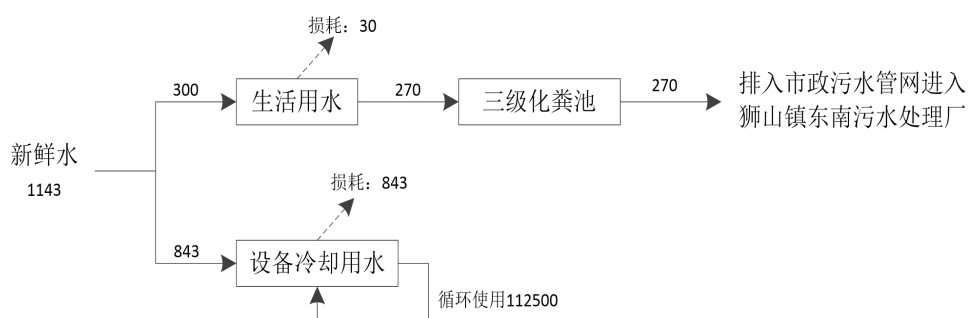 损耗：30
300
生活用水
270
三级化粪池
270
排入市政污水管网进入
狮山镇东南污水处理厂
新鲜水
1143
损耗：843
843
设备冷却用水
循环使用112500